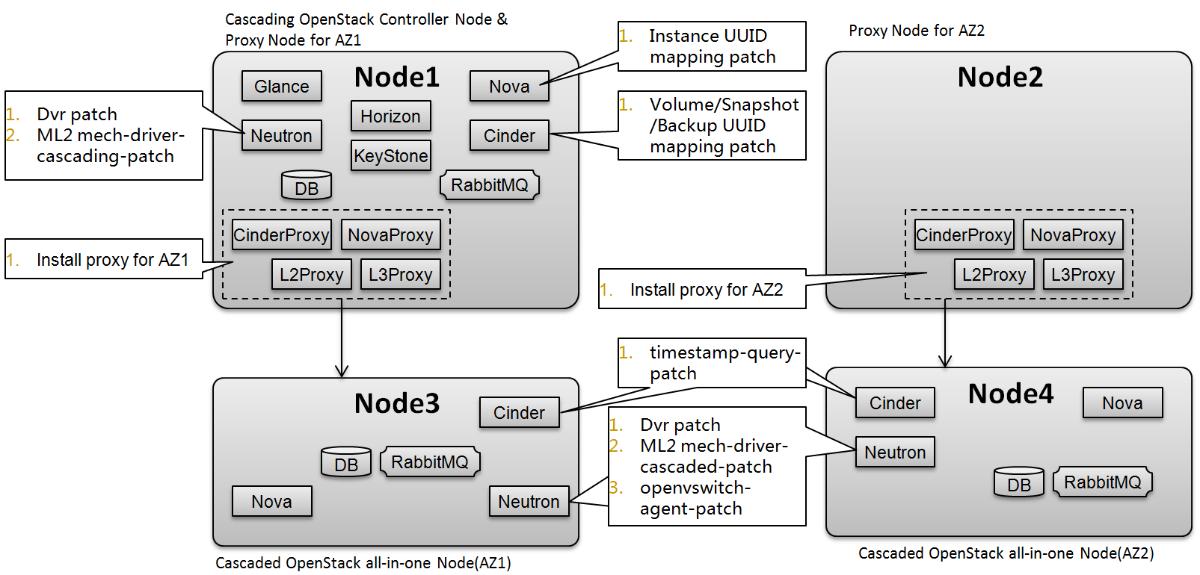 Cascading OpenStack Controller Node &
Proxy Node for AZ1
Node1
Glance
Nova
Horizon
Neutron
Cinder
KeyStone
DB
RabbitMQ
CinderProxy
NovaProxy
L2Proxy
L3Proxy
1. Dvr patch
2. ML2 mech-driver-
cascading-patch
1. Install proxy for AZ1
1. Instance UUID
mapping patch
1. Volume/Snapshot
/Backup UUID
mapping patch
Proxy Node for AZ2
Node2
CinderProxy
NovaProxy
L2Proxy
L3Proxy
1. Install proxy for AZ2
Node3
Cinder
DB
RabbitMQ
Nova
Neutron
Cascaded OpenStack all-in-one Node(AZ1)
1. timestamp-query-
patch
1. Dvr patch
2. ML2 mech-driver-
cascaded-patch
3. openvswitch-
agent-patch
Node4
Cinder
Nova
Neutron
DB
RabbitMQ
Cascaded OpenStack all-in-one Node(AZ2)